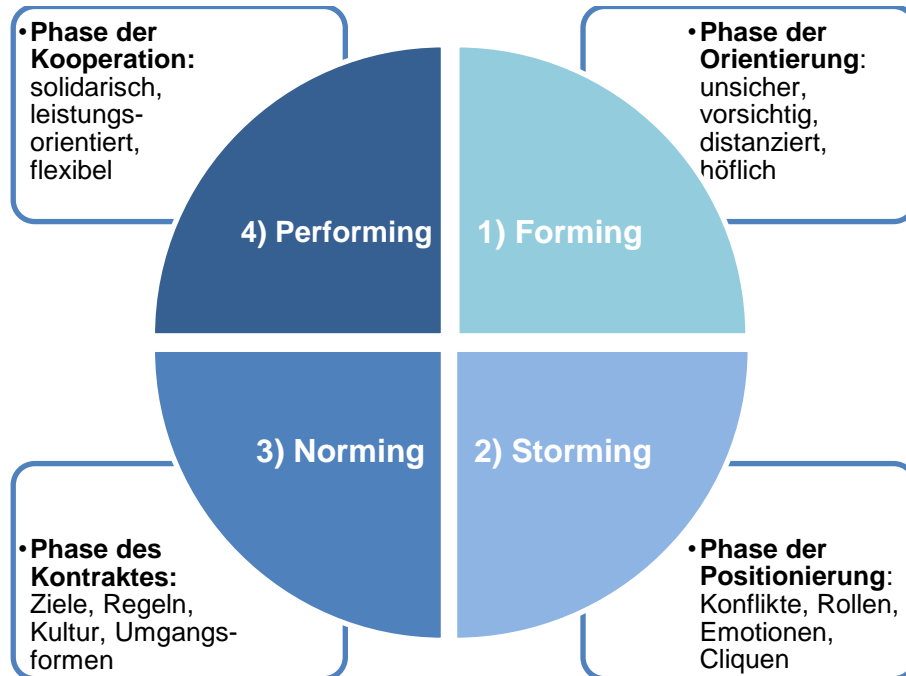 •Phase der
Kooperation:
solidarisch,
leistungs-
orientiert,
flexibel
•Phase der
Orientierung:
unsicher,
vorsichtig,
distanziert,
höflich
4) Performing
1) Forming
3) Norming
2) Storming
•Phase des
Kontraktes:
Ziele, Regeln,
Kultur, Umgangs-
formen
•Phase der
Positionierung:
Konflikte, Rollen,
Emotionen,
Cliquen